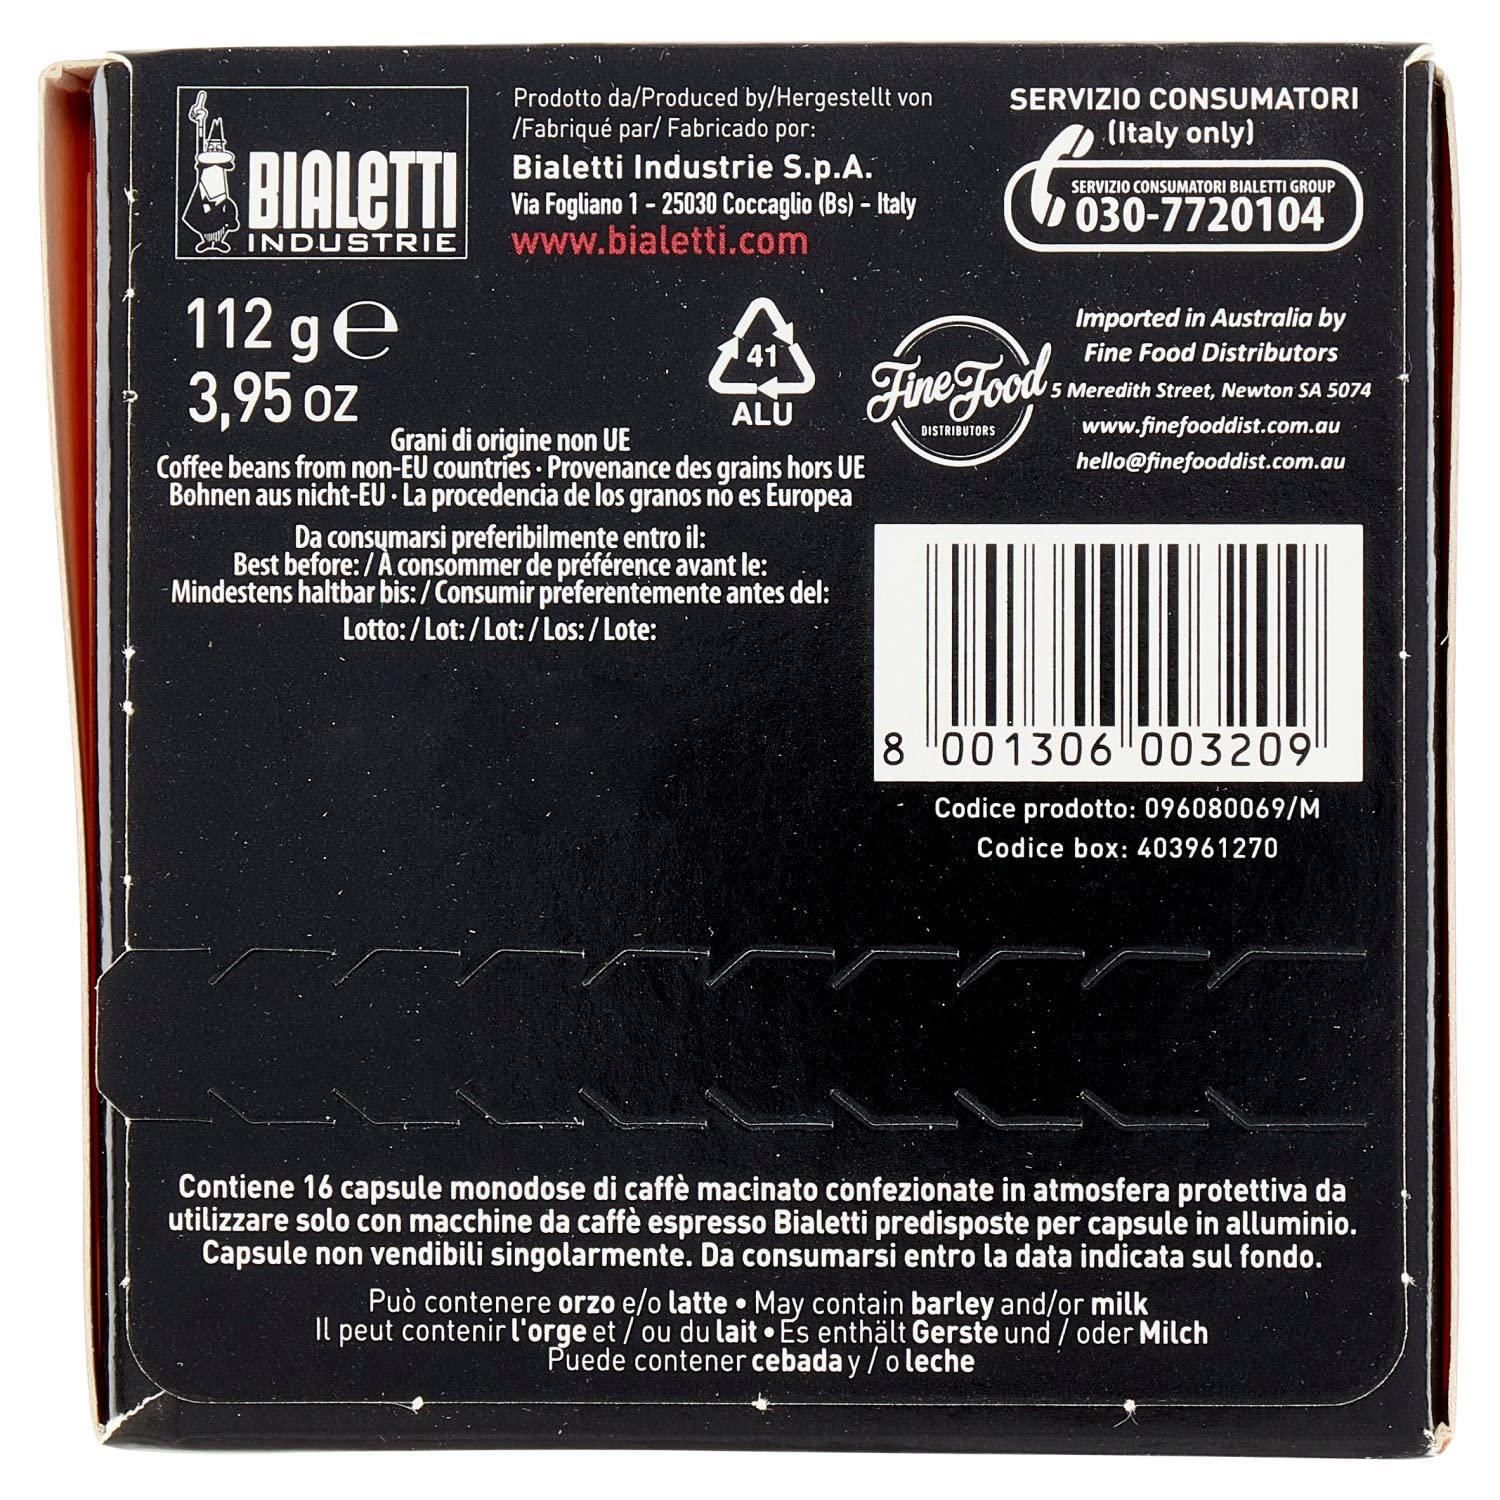 BIALETTI
INDUSTRIE
Prodotto da/Produced by/Hergestellt von
/Fabriqué par/ Fabricado por:
Bialetti Industrie S.p.A.
Via Fogliano 1 - 25030 Coccaglio (Bs) - Italy
www.bialetti.com
SERVIZIO CONSUMATORI
(Italy only)
SERVIZIO CONSUMATORI BIALETTI GROUP
030-7720104
112 g e
3,95 oz
41
ALU
Fine Food
DISTRIBUTORS
Imported in Australia by
Fine Food Distributors
5 Meredith Street, Newton SA 5074
www.finefooddist.com.au
hello@finefooddist.com.au
Grani di origine non UE
Coffee beans from non-EU countries · Provenance des grains hors UE
Bohnen aus nicht-EU · La procedencia de los granos no es Europea
Da consumarsi preferibilmente entro il:
Best before: / À consommer de préférence avant le:
Mindestens haltbar bis: / Consumir preferentemente antes del:
Lotto: / Lot: / Lot: / Los: / Lote:
8 001306 003209
Codice prodotto: 096080069/M
Codice box: 403961270
Contiene 16 capsule monodose di caffè macinato confezionate in atmosfera protettiva da
utilizzare solo con macchine da caffè espresso Bialetti predisposte per capsule in alluminio.
Capsule non vendibili singolarmente. Da consumarsi entro la data indicata sul fondo.
Può contenere orzo e/o latte • May contain barley and/or milk
Il peut contenir l'orge et / ou du lait • Es enthält Gerste und / oder Milch
Puede contener cebada y / o leche